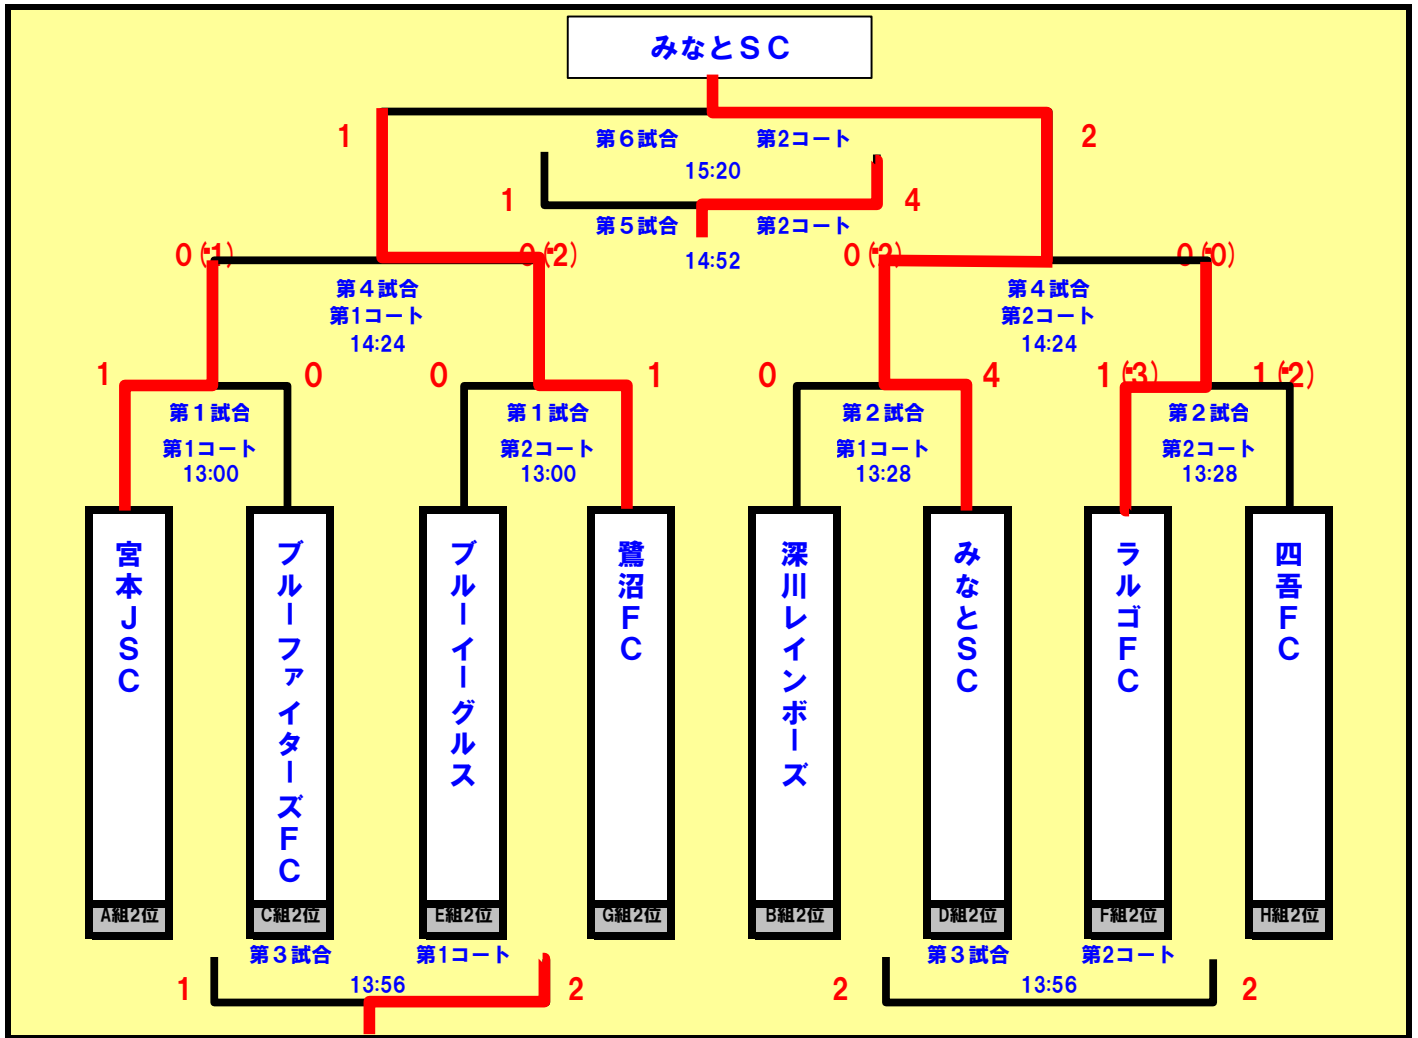 みなとＳＣ
1
第６試合 第2コート
2
15:20
1
4
第５試合 第2コート
14:52
0
0
0
0
第４試合
第1コート
14:24
第４試合
第2コート
14:24
1
0
0
1
0
4
1
1
第１試合
第1コート
13:00
第１試合
第2コート
13:00
第２試合
第1コート
13:28
第２試合
第2コート
13:28
宮本ＪＳＣ
ブルーファイターズＦＣ
ブルーイーグルス
鷺沼ＦＣ
深川レインボーズ
みなとＳＣ
ラルゴＦＣ
四吾ＦＣ
A組2位
C組2位
E組2位
G組2位
B組2位
D組2位
F組2位
H組2位
第３試合 第1コート
1
13:56
2
第３試合 第2コート
2
13:56
2